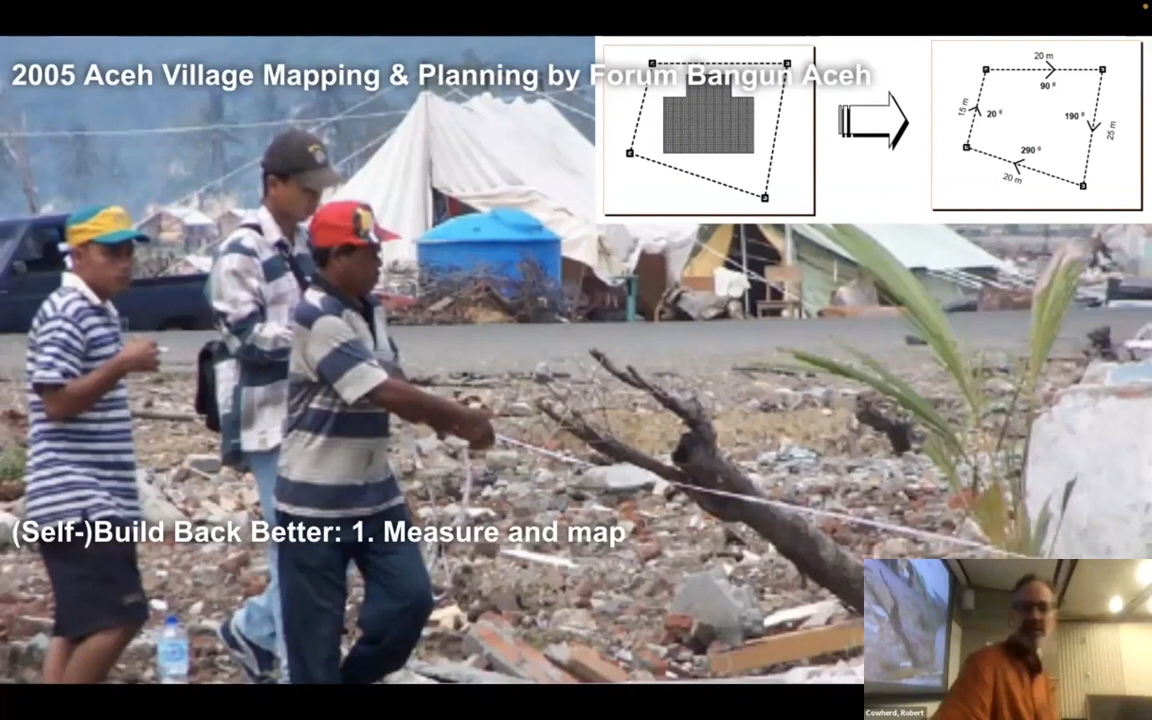 2005 Aceh Village Mapping & Planning by Forum Bangun Aceh
20 m
90 º
15 m
20 º
190 º
25 m
290 º
20 m
(Self-)Build Back Better: 1. Measure and map
Cowherd, Robert